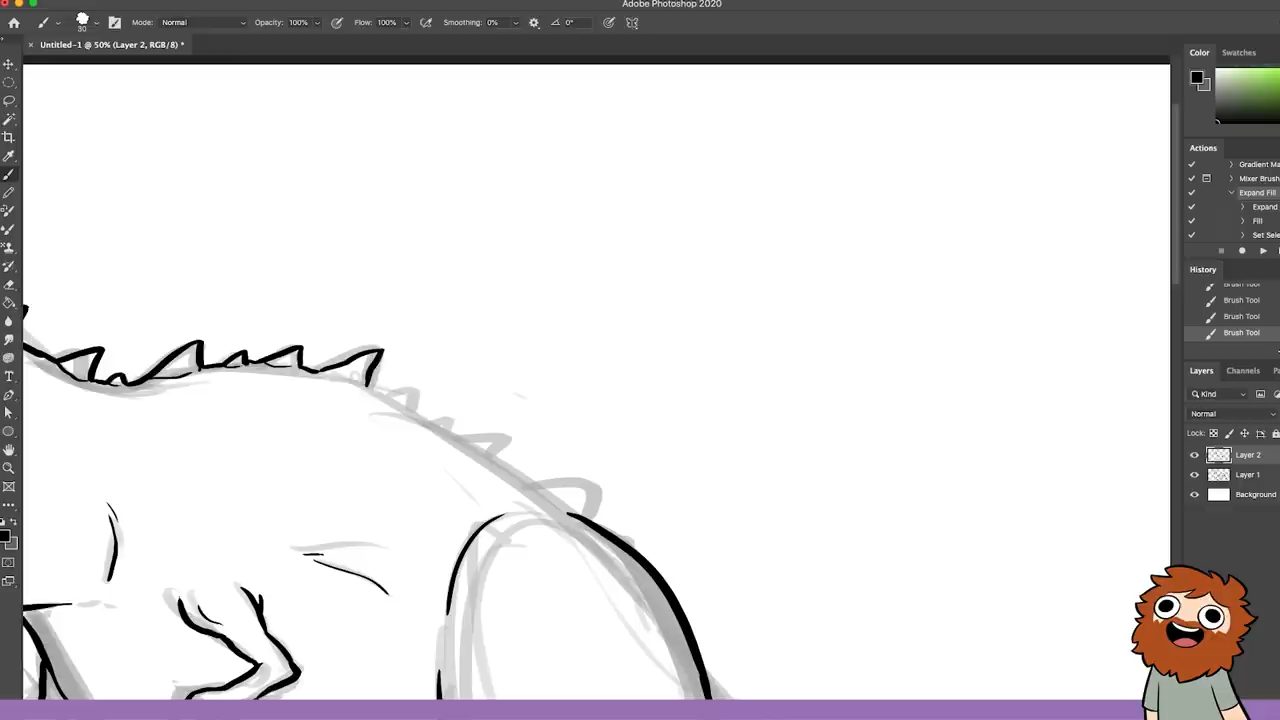 Adobe Photoshop 2020
30
Mode: Normal
Opacity: 100%
Flow: 100%
Smoothing: 0%
0°
× Untitled-1 @ 50% (Layer 2, RGB/8) *
Color
Swatches
Actions
Gradient Ma
Mixer Brush
Expand Fill
Expand
Fill
Set Sele
History
Brush Tool
Brush Tool
Brush Tool
Brush Tool
Layers
Channels
Pa
Kind
Normal
Lock:
Layer 2
Layer 1
Background